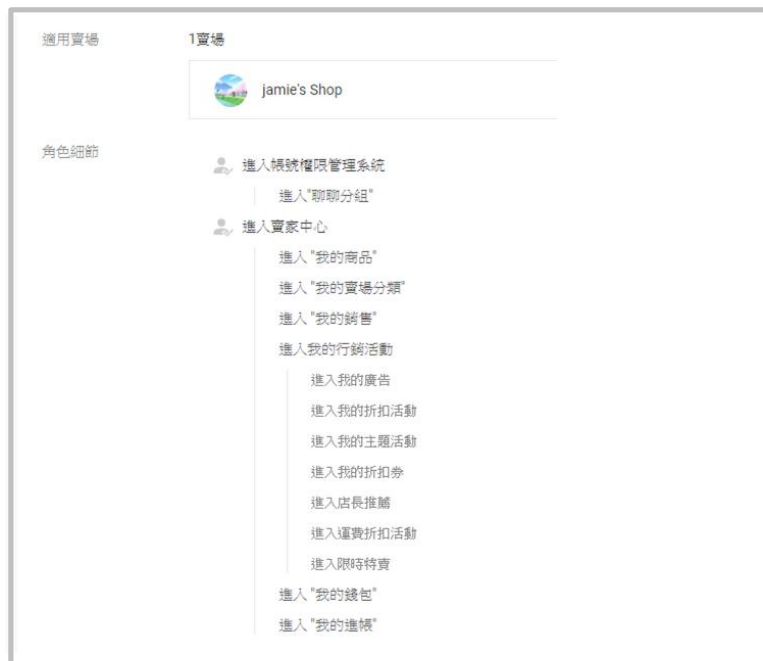 適用賣場
1賣場
jamie's Shop
角色細節
進入帳號權限管理系統
進入"聊聊分組"
進入賣家中心
進入 "我的商品"
進入 "我的賣場分類"
進入 "我的銷售"
進入我的行銷活動
進入我的廣告
進入我的折扣活動
進入我的主題活動
進入我的折扣券
進入店長推薦
進入運費折扣活動
進入限時特賣
進入 "我的錢包"
進入 "我的進帳"